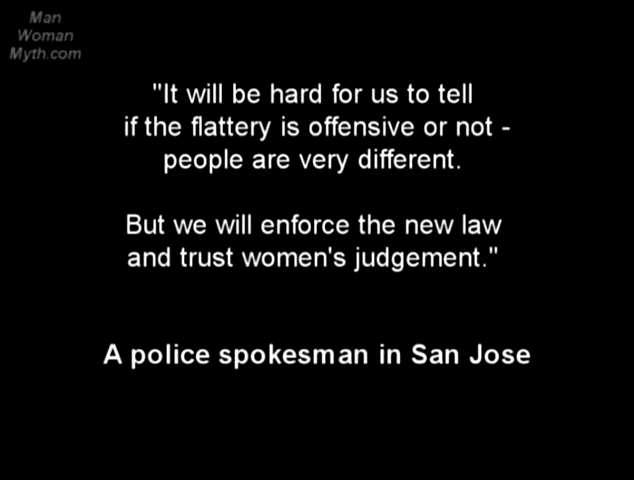 Man
Woman
Myth.com
"It will be hard for us to tell
if the flattery is offensive or not -
people are very different.
But we will enforce the new law
and trust women's judgement."
A police spokesman in San Jose